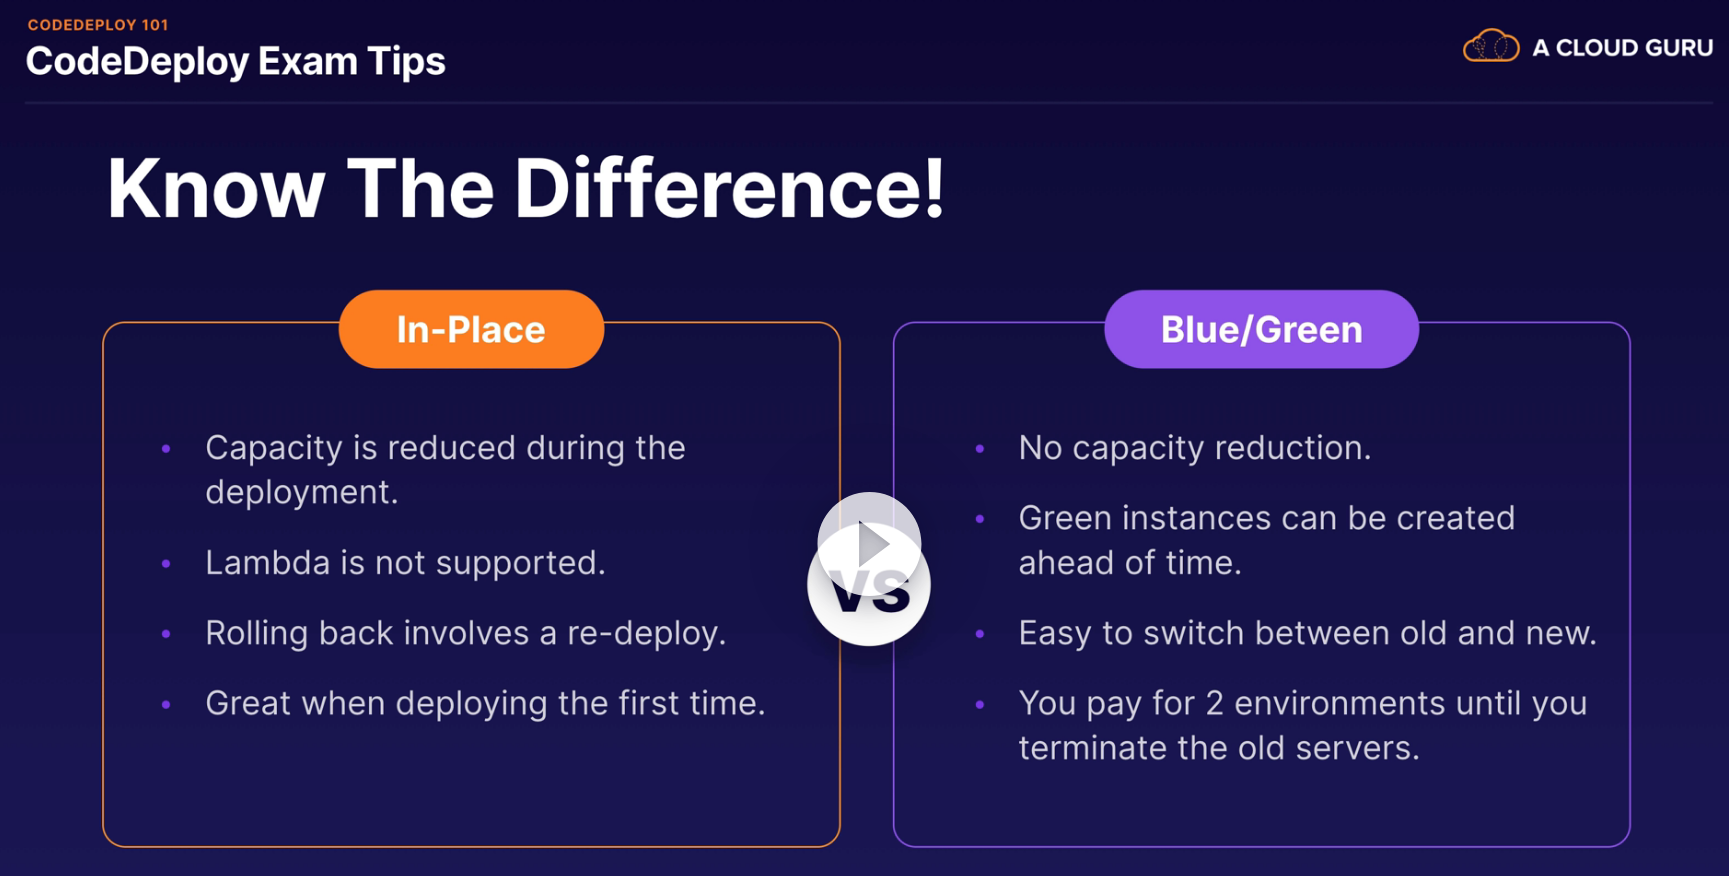 CODEDEPLOY 101
CodeDeploy Exam Tips
A CLOUD GURU
Know The Difference!
In-Place
Capacity is reduced during the
deployment.
Lambda is not supported.
Rolling back involves a re-deploy.
Great when deploying the first time.
VS
Blue/Green
No capacity reduction.
Green instances can be created
ahead of time.
Easy to switch between old and new.
You pay for 2 environments until you
terminate the old servers.